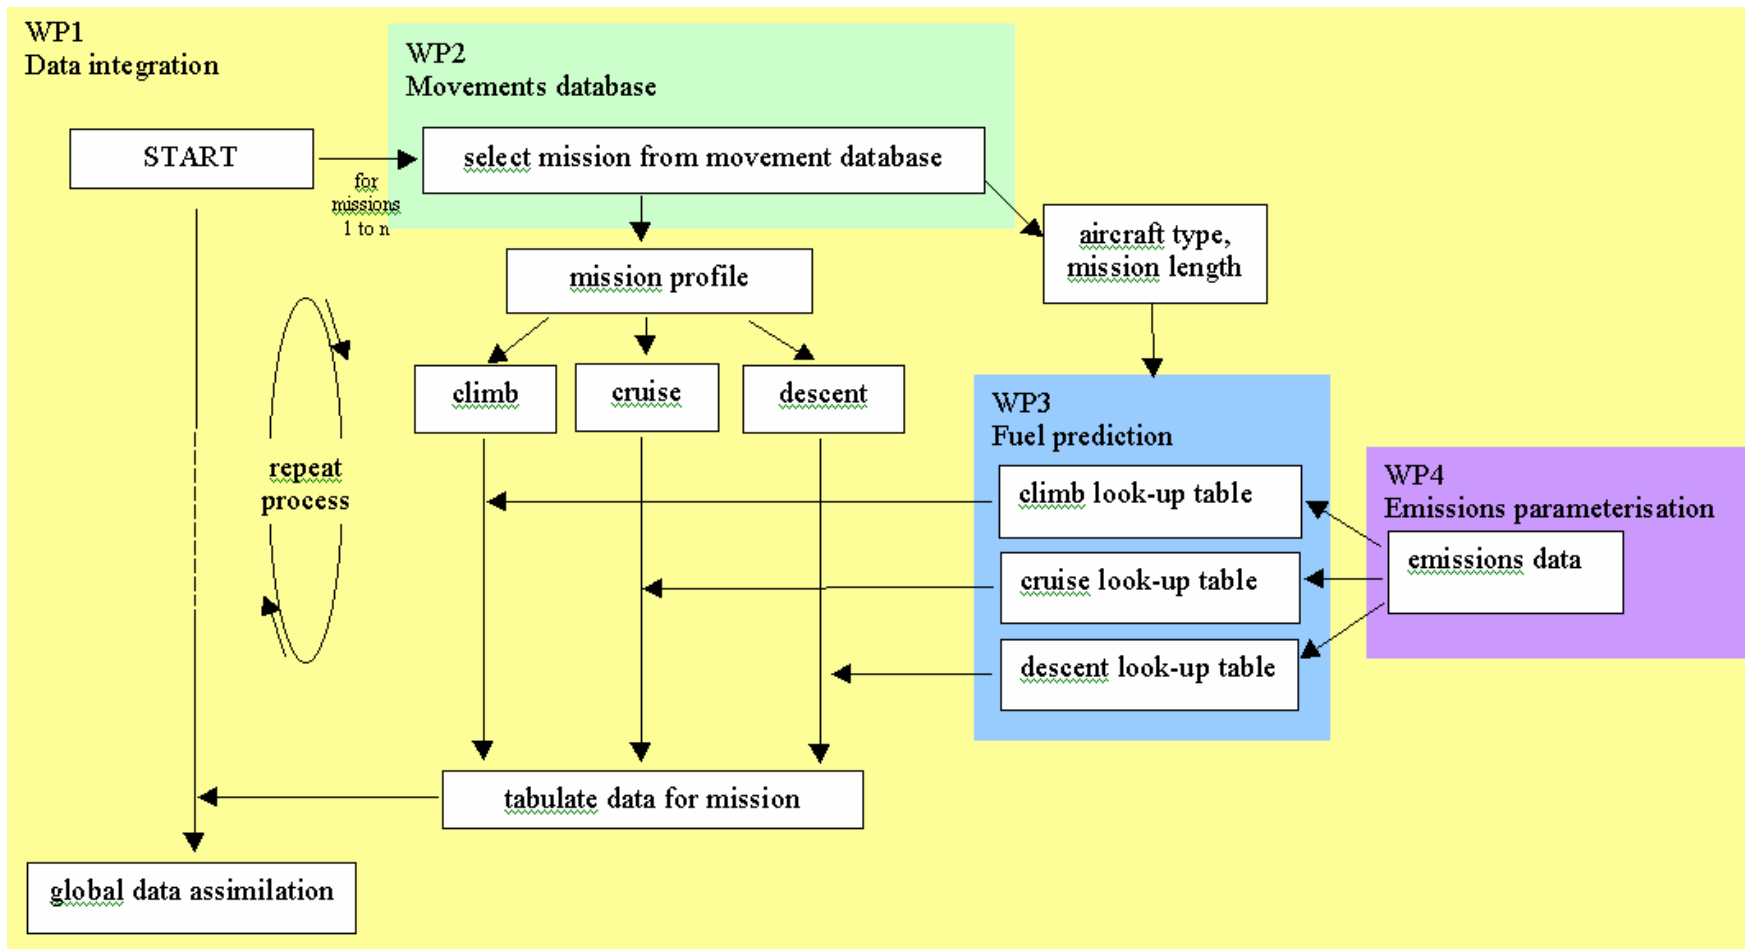 WP1
Data integration
WP2
Movements database
START
select mission from movement database
for
missions
1 to n
aircraft type,
mission length
mission profile
climb
cruise
descent
WP3
Fuel prediction
repeat
process
climb look-up table
WP4
Emissions parameterisation
emissions data
cruise look-up table
descent look-up table
tabulate data for mission
global data assimilation